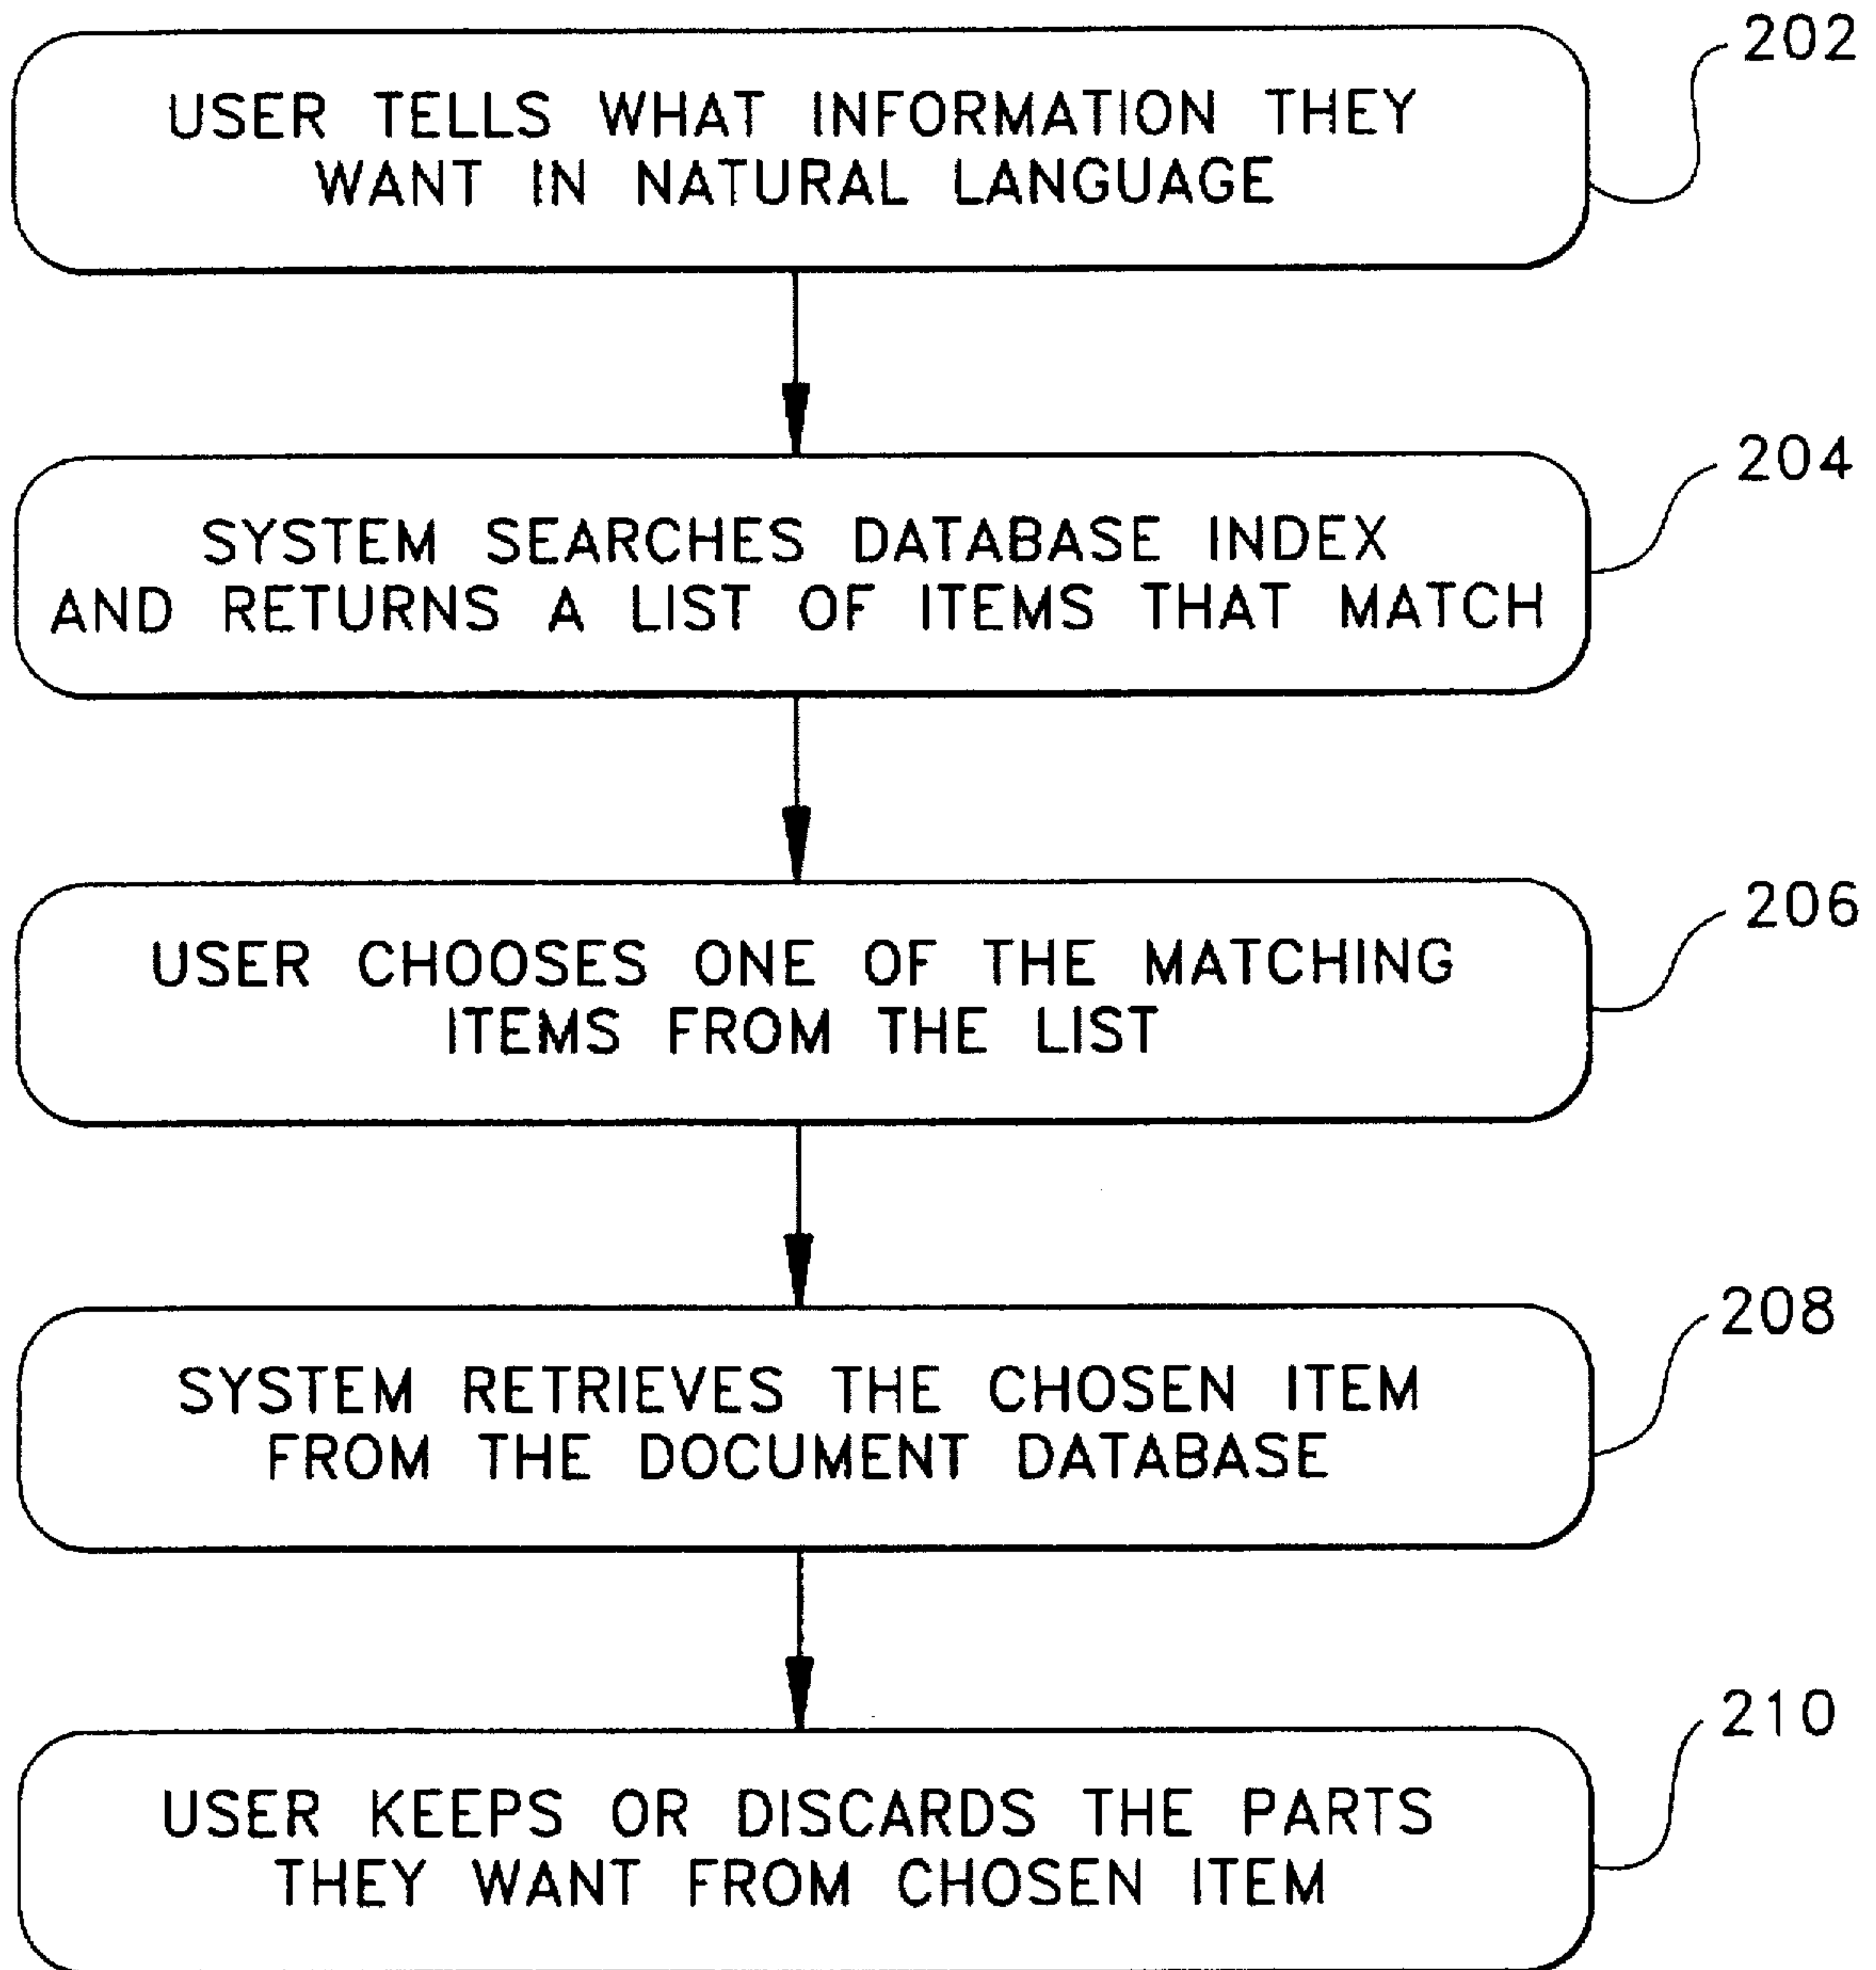 202
USER TELLS WHAT INFORMATION THEY
WANT IN NATURAL LANGUAGE
204
SYSTEM SEARCHES DATABASE INDEX
AND RETURNS A LIST OF ITEMS THAT MATCH
206
USER CHOOSES ONE OF THE MATCHING
ITEMS FROM THE LIST
208
SYSTEM RETRIEVES THE CHOSEN ITEM
FROM THE DOCUMENT DATABASE
210
USER KEEPS OR DISCARDS THE PARTS
THEY WANT FROM CHOSEN ITEM